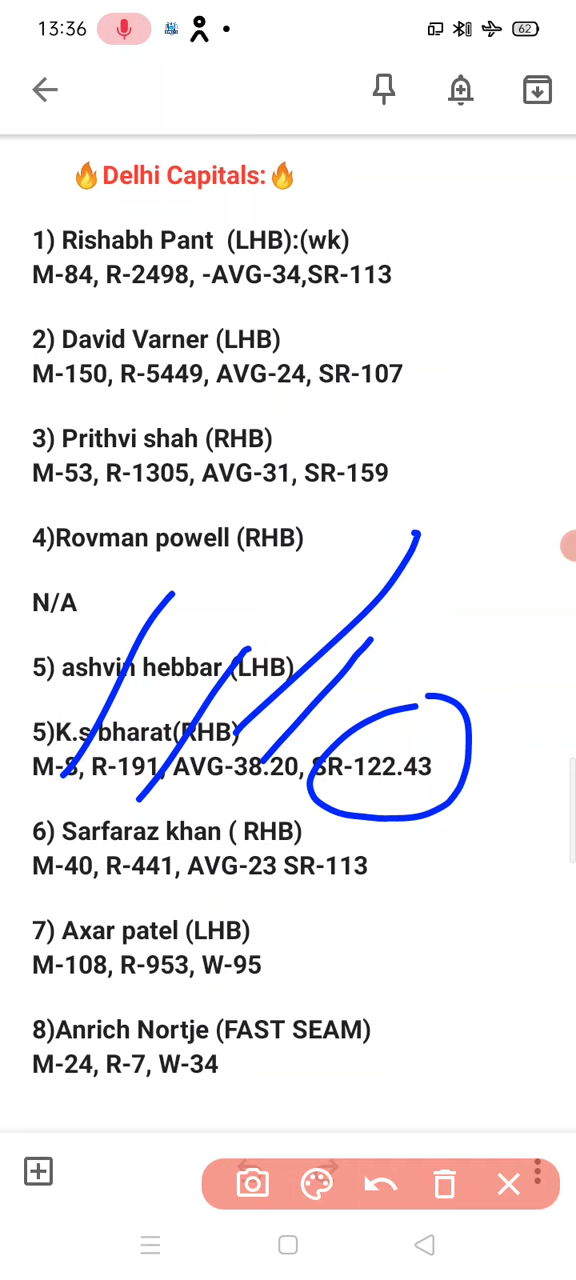 13:36
62
🔥Delhi Capitals:🔥
1) Rishabh Pant (LHB):(wk)
M-84, R-2498, -AVG-34,SR-113
2) David Varner (LHB)
M-150, R-5449, AVG-24, SR-107
3) Prithvi shah (RHB)
M-53, R-1305, AVG-31, SR-159
4)Rovman powell (RHB)
N/A
5) ashvin hebbar (LHB)
5)K.s bharat(RHB)
M-8, R-191, AVG-38.20, SR-122.43
6) Sarfaraz khan ( RHB)
M-40, R-441, AVG-23 SR-113
7) Axar patel (LHB)
M-108, R-953, W-95
8)Anrich Nortje (FAST SEAM)
M-24, R-7, W-34